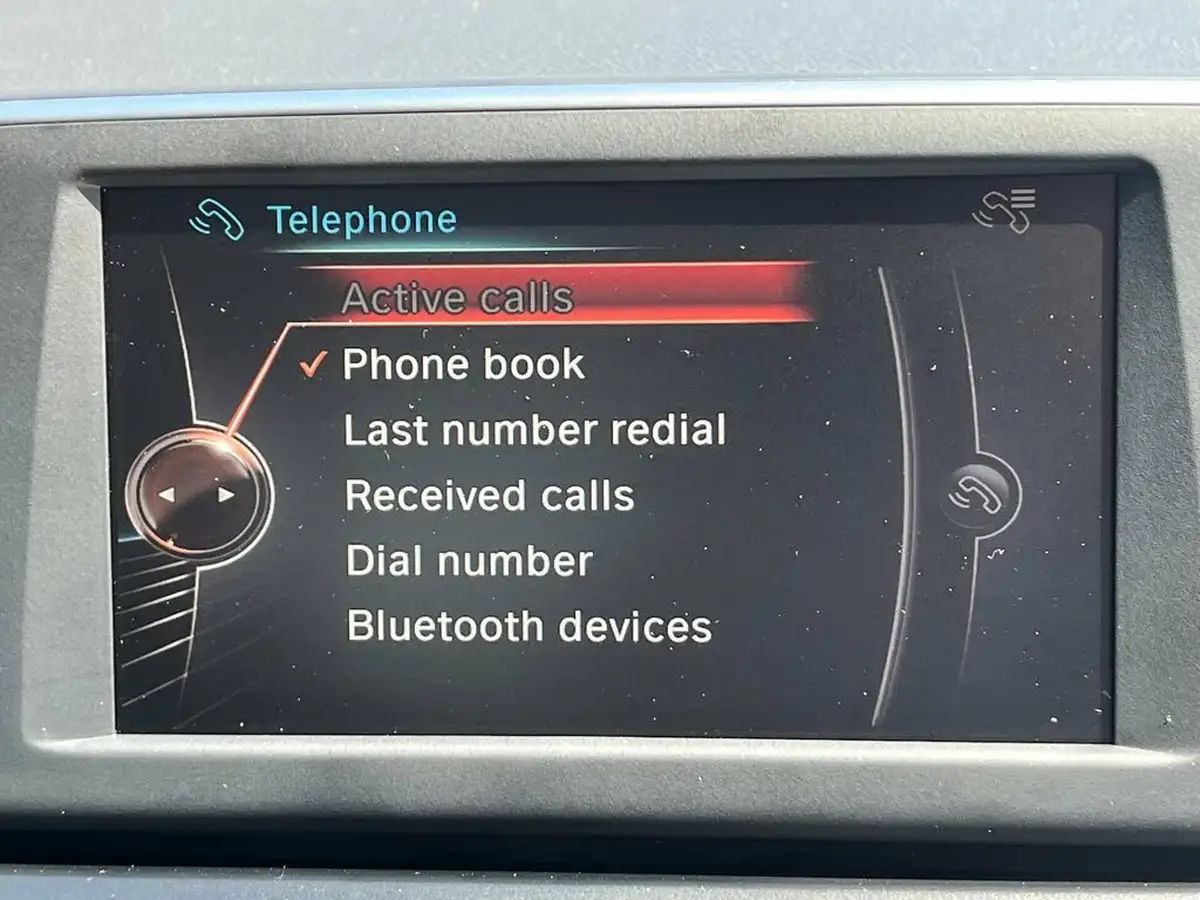 Telephone
Active calls
Phone book
Last number redial
Received calls
Dial number
Bluetooth devices